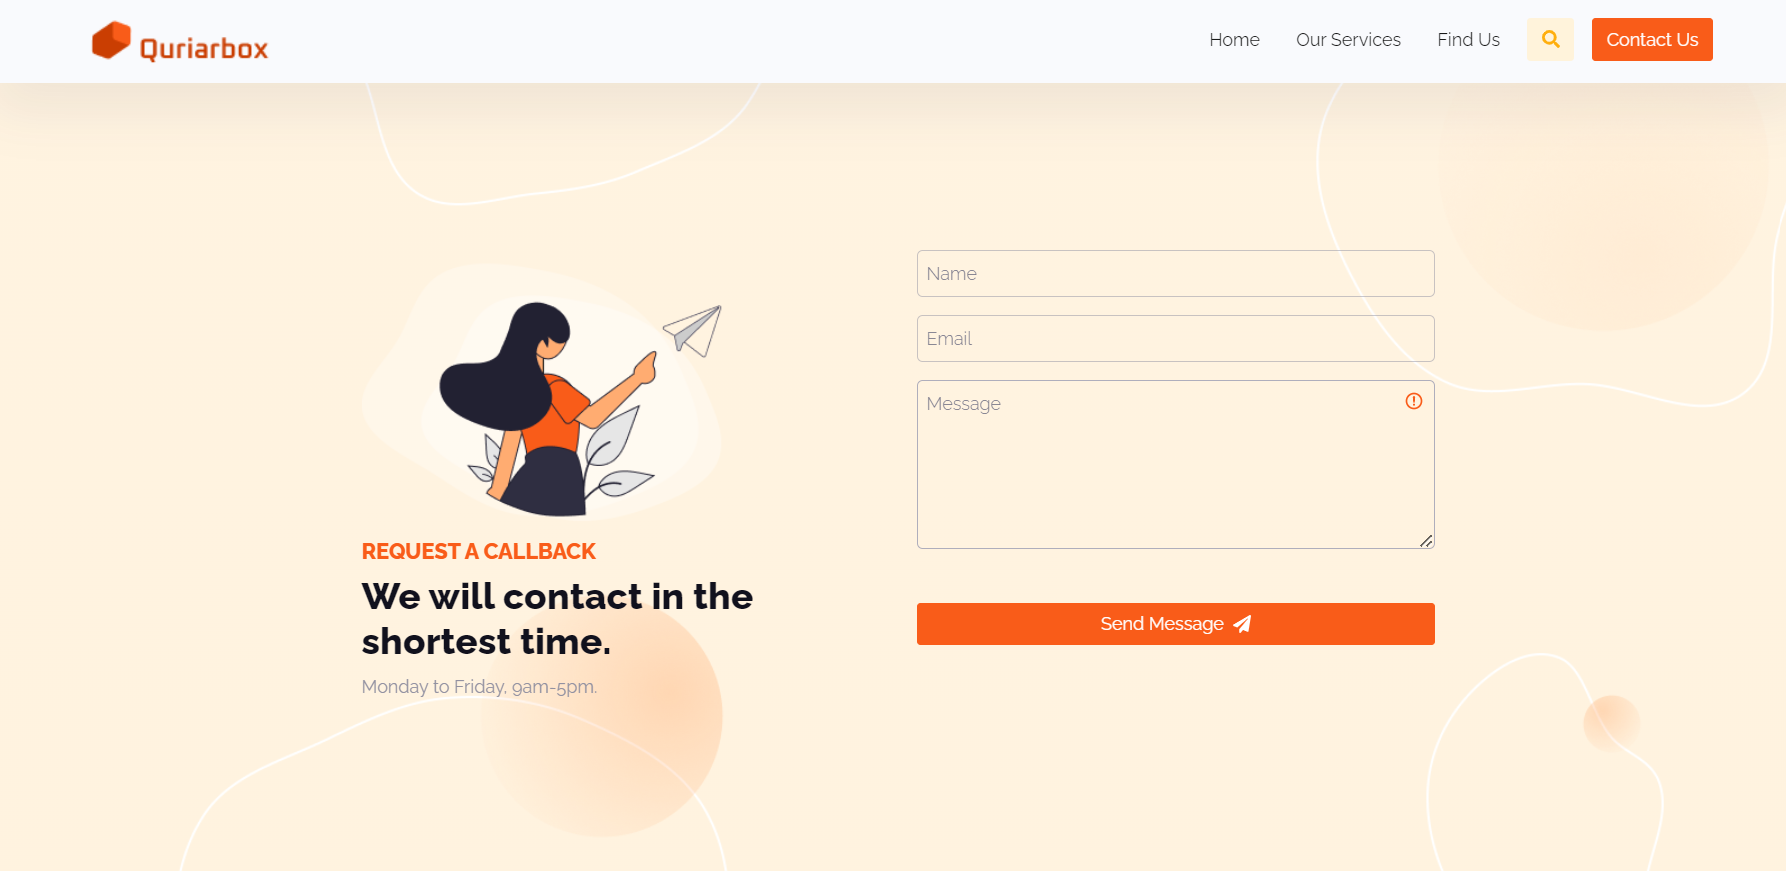 Quriarbox
Home
Our Services
Find Us
Contact Us
Name
Email
Message
REQUEST A CALLBACK
We will contact in the
shortest time.
Monday to Friday, 9am-5pm.
Send Message